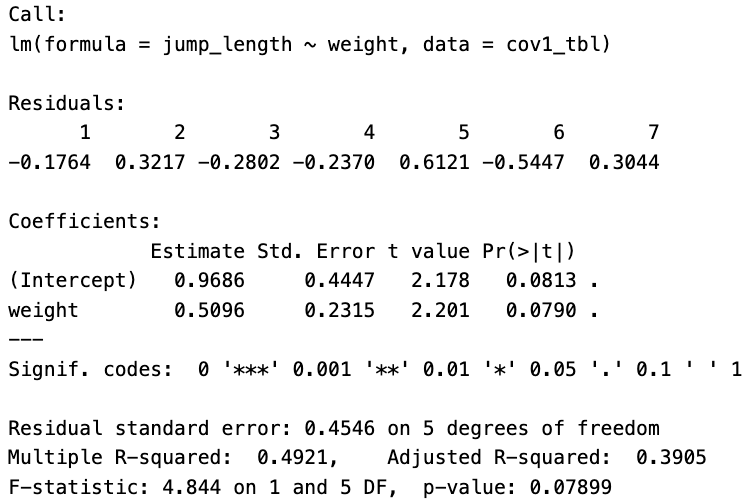 Call:
lm(formula = jump_length ~ weight, data = cov1_tbl)
Residuals:
      1       2       3       4       5       6       7
-0.1764  0.3217 -0.2802 -0.2370  0.6121 -0.5447  0.3044
Coefficients:
            Estimate Std. Error t value Pr(>|t|)
(Intercept)   0.9686     0.4447   2.178   0.0813 .
weight        0.5096     0.2315   2.201   0.0790 .
---
Signif. codes:  0 '***' 0.001 '**' 0.01 '*' 0.05 '.' 0.1 ' ' 1
Residual standard error: 0.4546 on 5 degrees of freedom
Multiple R-squared:  0.4921,    Adjusted R-squared:  0.3905
F-statistic: 4.844 on 1 and 5 DF,  p-value: 0.07899